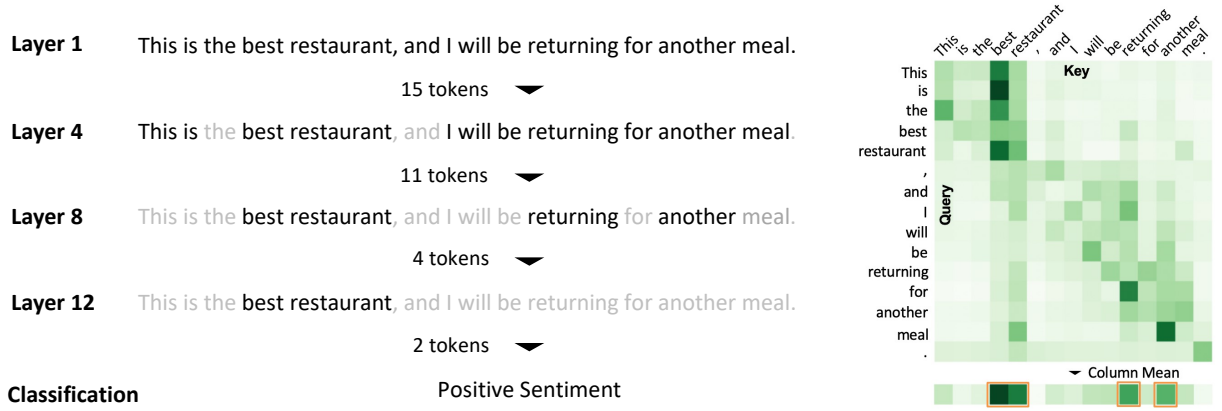 Layer 1 This is the best restaurant, and I will be returning for another meal.
15 tokens
Layer 4 This is the best restaurant, and I will be returning for another meal.
11 tokens
Layer 8 This is the best restaurant, and I will be returning for another meal.
4 tokens
Layer 12 This is the best restaurant, and I will be returning for another meal.
2 tokens
Classification Positive Sentiment
This is the best restaurant , and I will be returning for another meal .
Key
Query
This
is
the
best
restaurant
,
and
I
will
be
returning
for
another
meal
.
Column Mean